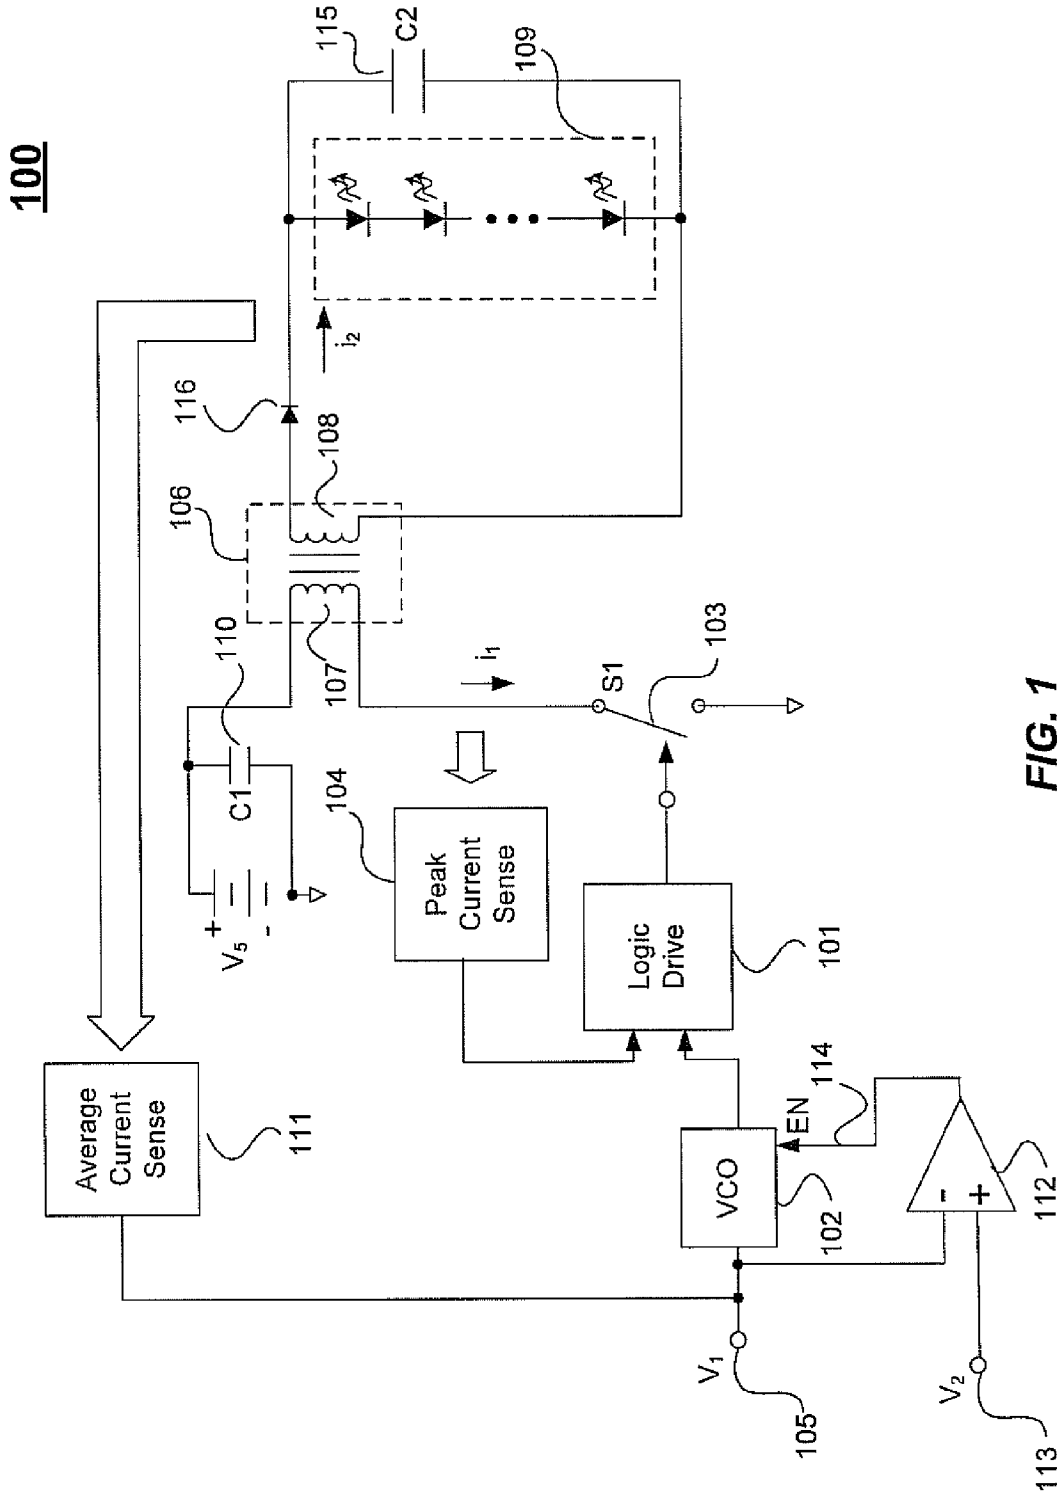 100
115
C2
109
116
i₂
106
108
110
107
C1
+
V₅
-
i₁
S1
103
104
Peak
Current
Sense
Logic
Drive
101
Average
Current
Sense
111
114
EN
VCO
102
-
+
112
V₁
105
V₂
113
FIG. 1